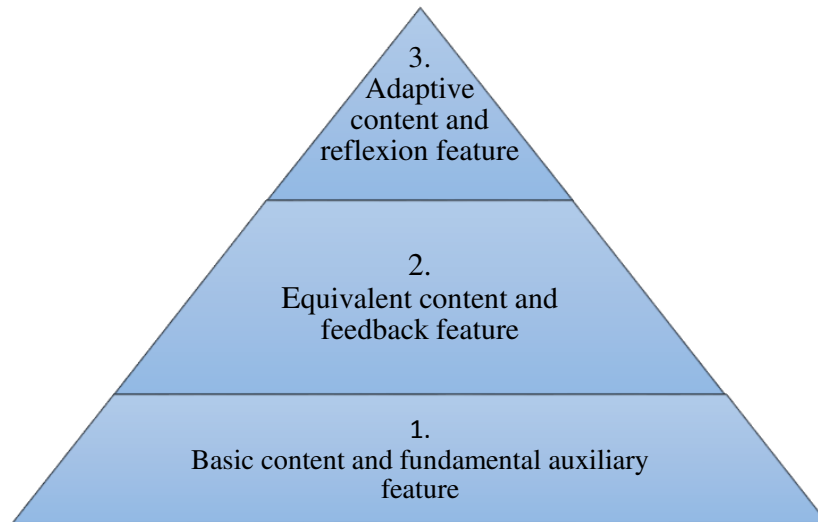 3.
Adaptive
content and
reflexion feature
2.
Equivalent content and
feedback feature
1.
Basic content and fundamental auxiliary
feature